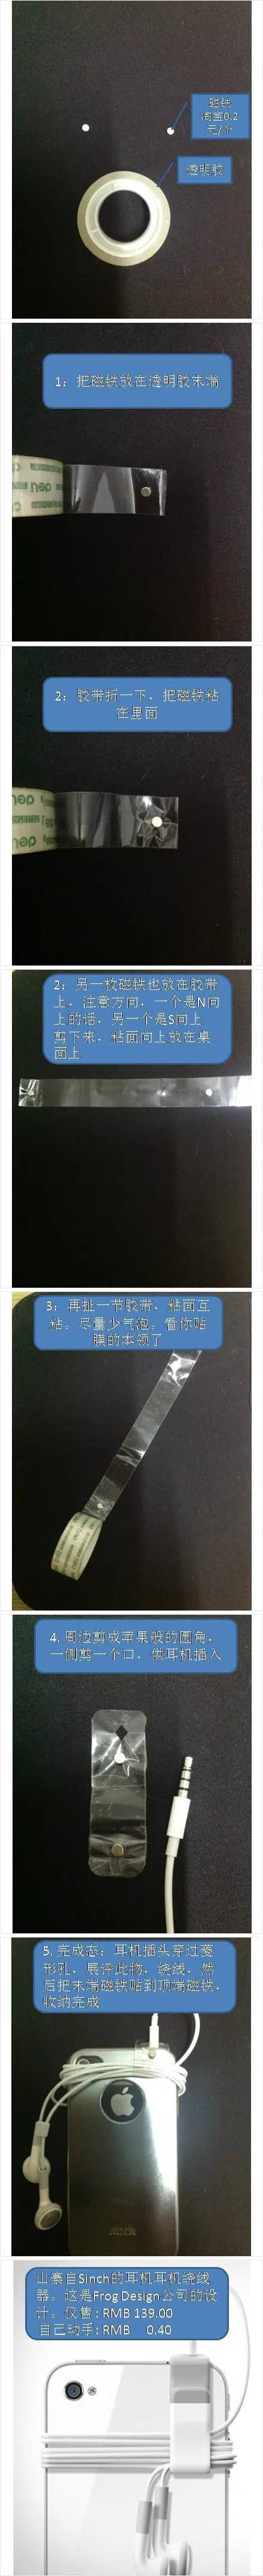 磁铁
淘宝0.2
元/个
透明胶
1：把磁铁放在透明胶末端
deli
2：胶带折一下，把磁铁粘
在里面
deli
2：另一枚磁铁也放在胶带
上，注意方向，一个是N向
上的话，另一个是S向上
剪下来，粘面向上放在桌
面上
3：再扯一节胶带，粘面互
粘。尽量少气泡。看你贴
膜的本领了
4. 周边剪成苹果般的圆角，
一侧剪一个口，供耳机插入
5. 完成态：耳机插头穿过菱
形孔，展评此物，绕线，然
后把末端磁铁贴到顶端磁铁，
收纳完成
山寨自Sinch的耳机耳机绕线
器。这是Frog Design公司的设
计。仅售：RMB 139.00
自己动手：RMB 0.40